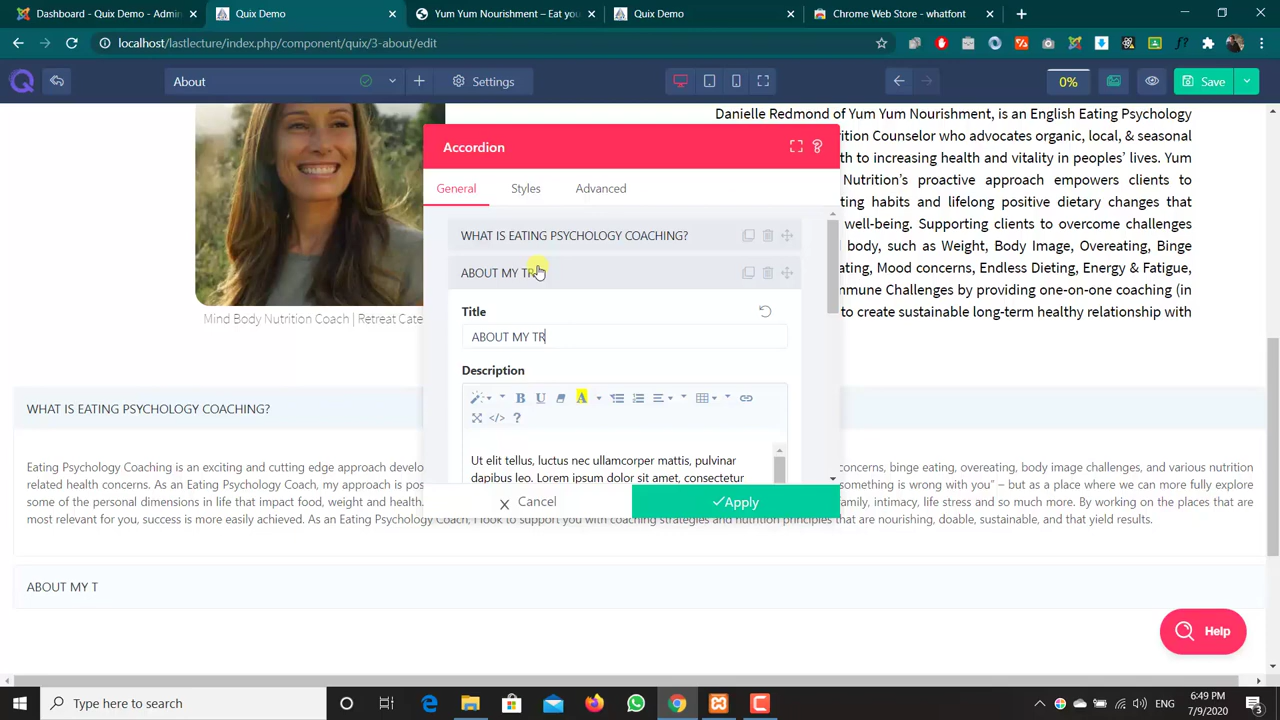 Dashboard - Quix Demo - Admin
Quix Demo
Yum Yum Nourishment – Eat you
Quix Demo
Chrome Web Store - whatfont
localhost/lastlecture/index.php/component/quix/3-about/edit
About
Settings
0%
Save
Danielle Redmond of Yum Yum Nourishment, is an English Eating Psychology
ition Counselor who advocates organic, local, & seasonal
th to increasing health and vitality in peoples' lives. Yum
Nutrition's proactive approach empowers clients to
ting habits and lifelong positive dietary changes that
well-being. Supporting clients to overcome challenges
body, such as Weight, Body Image, Overeating, Binge
ating, Mood concerns, Endless Dieting, Energy & Fatigue,
mmune Challenges by providing one-on-one coaching (in
to create sustainable long-term healthy relationship with
Mind Body Nutrition Coach | Retreat Cate
Accordion
General
Styles
Advanced
WHAT IS EATING PSYCHOLOGY COACHING?
ABOUT MY TR
Title
ABOUT MY TR
Description
Ut elit tellus, luctus nec ullamcorper mattis, pulvinar
dapibus leo. Lorem ipsum dolor sit amet, consectetur
Cancel
Apply
WHAT IS EATING PSYCHOLOGY COACHING?
Eating Psychology Coaching is an exciting and cutting edge approach develo
concerns, binge eating, overeating, body image challenges, and various nutrition
related health concerns. As an Eating Psychology Coach, my approach is pos
something is wrong with you" – but as a place where we can more fully explore
some of the personal dimensions in life that impact food, weight and health.
family, intimacy, life stress and so much more. By working on the places that are
most relevant for you, success is more easily achieved. As an Eating Psychology Coach, I look to support you with coaching strategies and nutrition principles that are nourishing, doable, sustainable, and that yield results.
ABOUT MY T
Help
Type here to search
ENG
6:49 PM
7/9/2020
3